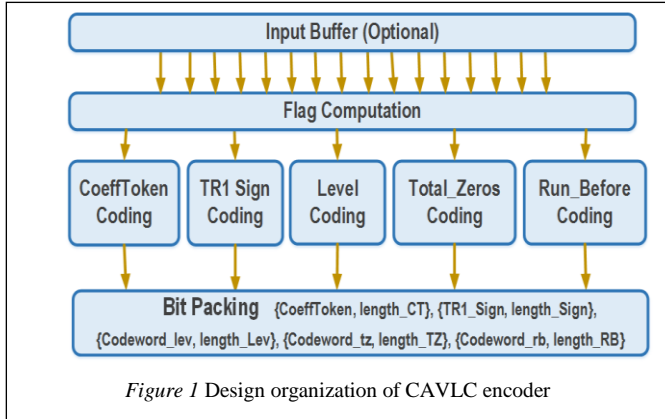 Input Buffer (Optional)
Flag Computation
CoeffToken TR1 Sign Level Total_Zeros Run_Before
Coding Coding Coding Coding Coding
Bit Packing {CoeffToken, length_CT}, {TR1_Sign, length_Sign},
{Codeword_lev, length_Lev}, {Codeword_tz, length_TZ}, {Codeword_rb, length_RB}
Figure 1 Design organization of CAVLC encoder